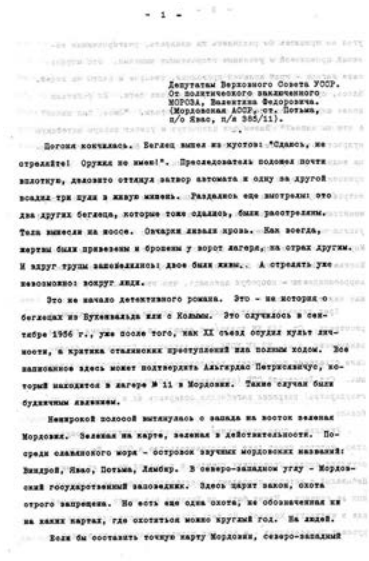 - 1 -
Депутатам Верховного Совета УССР.
От политического заключенного
МОРОЗА, Валентина Федоровича.
(Мордовская АССР, ст. Потьма,
п/о Явас, п/я 385/11).
Погоня кончилась. Беглец вышел из кустов: "Сдаюсь, не
стреляйте! Оружия не имею!". Преследователь подошел почти
вплотную, деловито оттянул затвор автомата и одну за другой
всадил три пули в живую мишень. Раздались еще выстрелы: это
два других беглеца, которые тоже сдались, были расстреляны.
Тела вынесли на шоссе. Овчарки лизали кровь. Как всегда,
жертвы были привезены и брошены у ворот лагеря, на страх другим.
И вдруг трупы зашевелились: двое были живы. А стрелять уже
невозможно: вокруг люди.
Это не начало детективного романа. Это - не история о
беглецах из Бухенвальда или с Колымы. Это случилось в сен-
тябре 1956 г., уже после того, как XX съезд осудил культ лич-
ности, а критика сталинских преступлений шла полным ходом. Все
написанное здесь может подтвердить Альгирдас Петрусявичус, ко-
торый находится в лагере № 11 в Мордовии. Такие случаи были
будничным явлением.
Неширокой полосой вытянулась с запада на восток зеленая
Мордовия. Зеленая на карте, зеленая в действительности. По-
среди славянского моря - островок звучных мордовских названий:
Виндрой, Явас, Потьма, Лямбир. В северо-западном углу - Мордов-
ский государственный заповедник. Здесь царит закон, охота
строго запрещена. Но есть еще одна охота, не обозначенная ни
на каких картах, где охотиться можно круглый год. На людей.
Если бы составить точную карту Мордовии, северо-западный